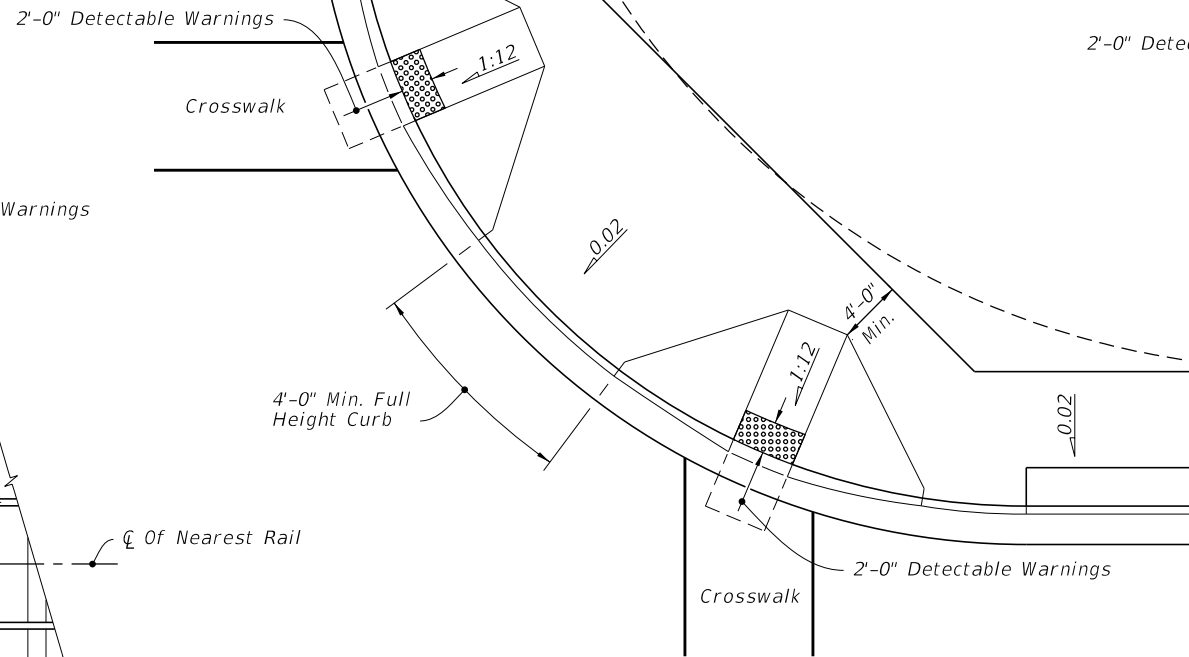 2'-0" Detectable Warnings
2'-0" Dete
1:12
Crosswalk
Warnings
0.02
4'-0"
Min.
1:12
4'-0" Min. Full
Height Curb
0.02
℄ Of Nearest Rail
2'-0" Detectable Warnings
Crosswalk